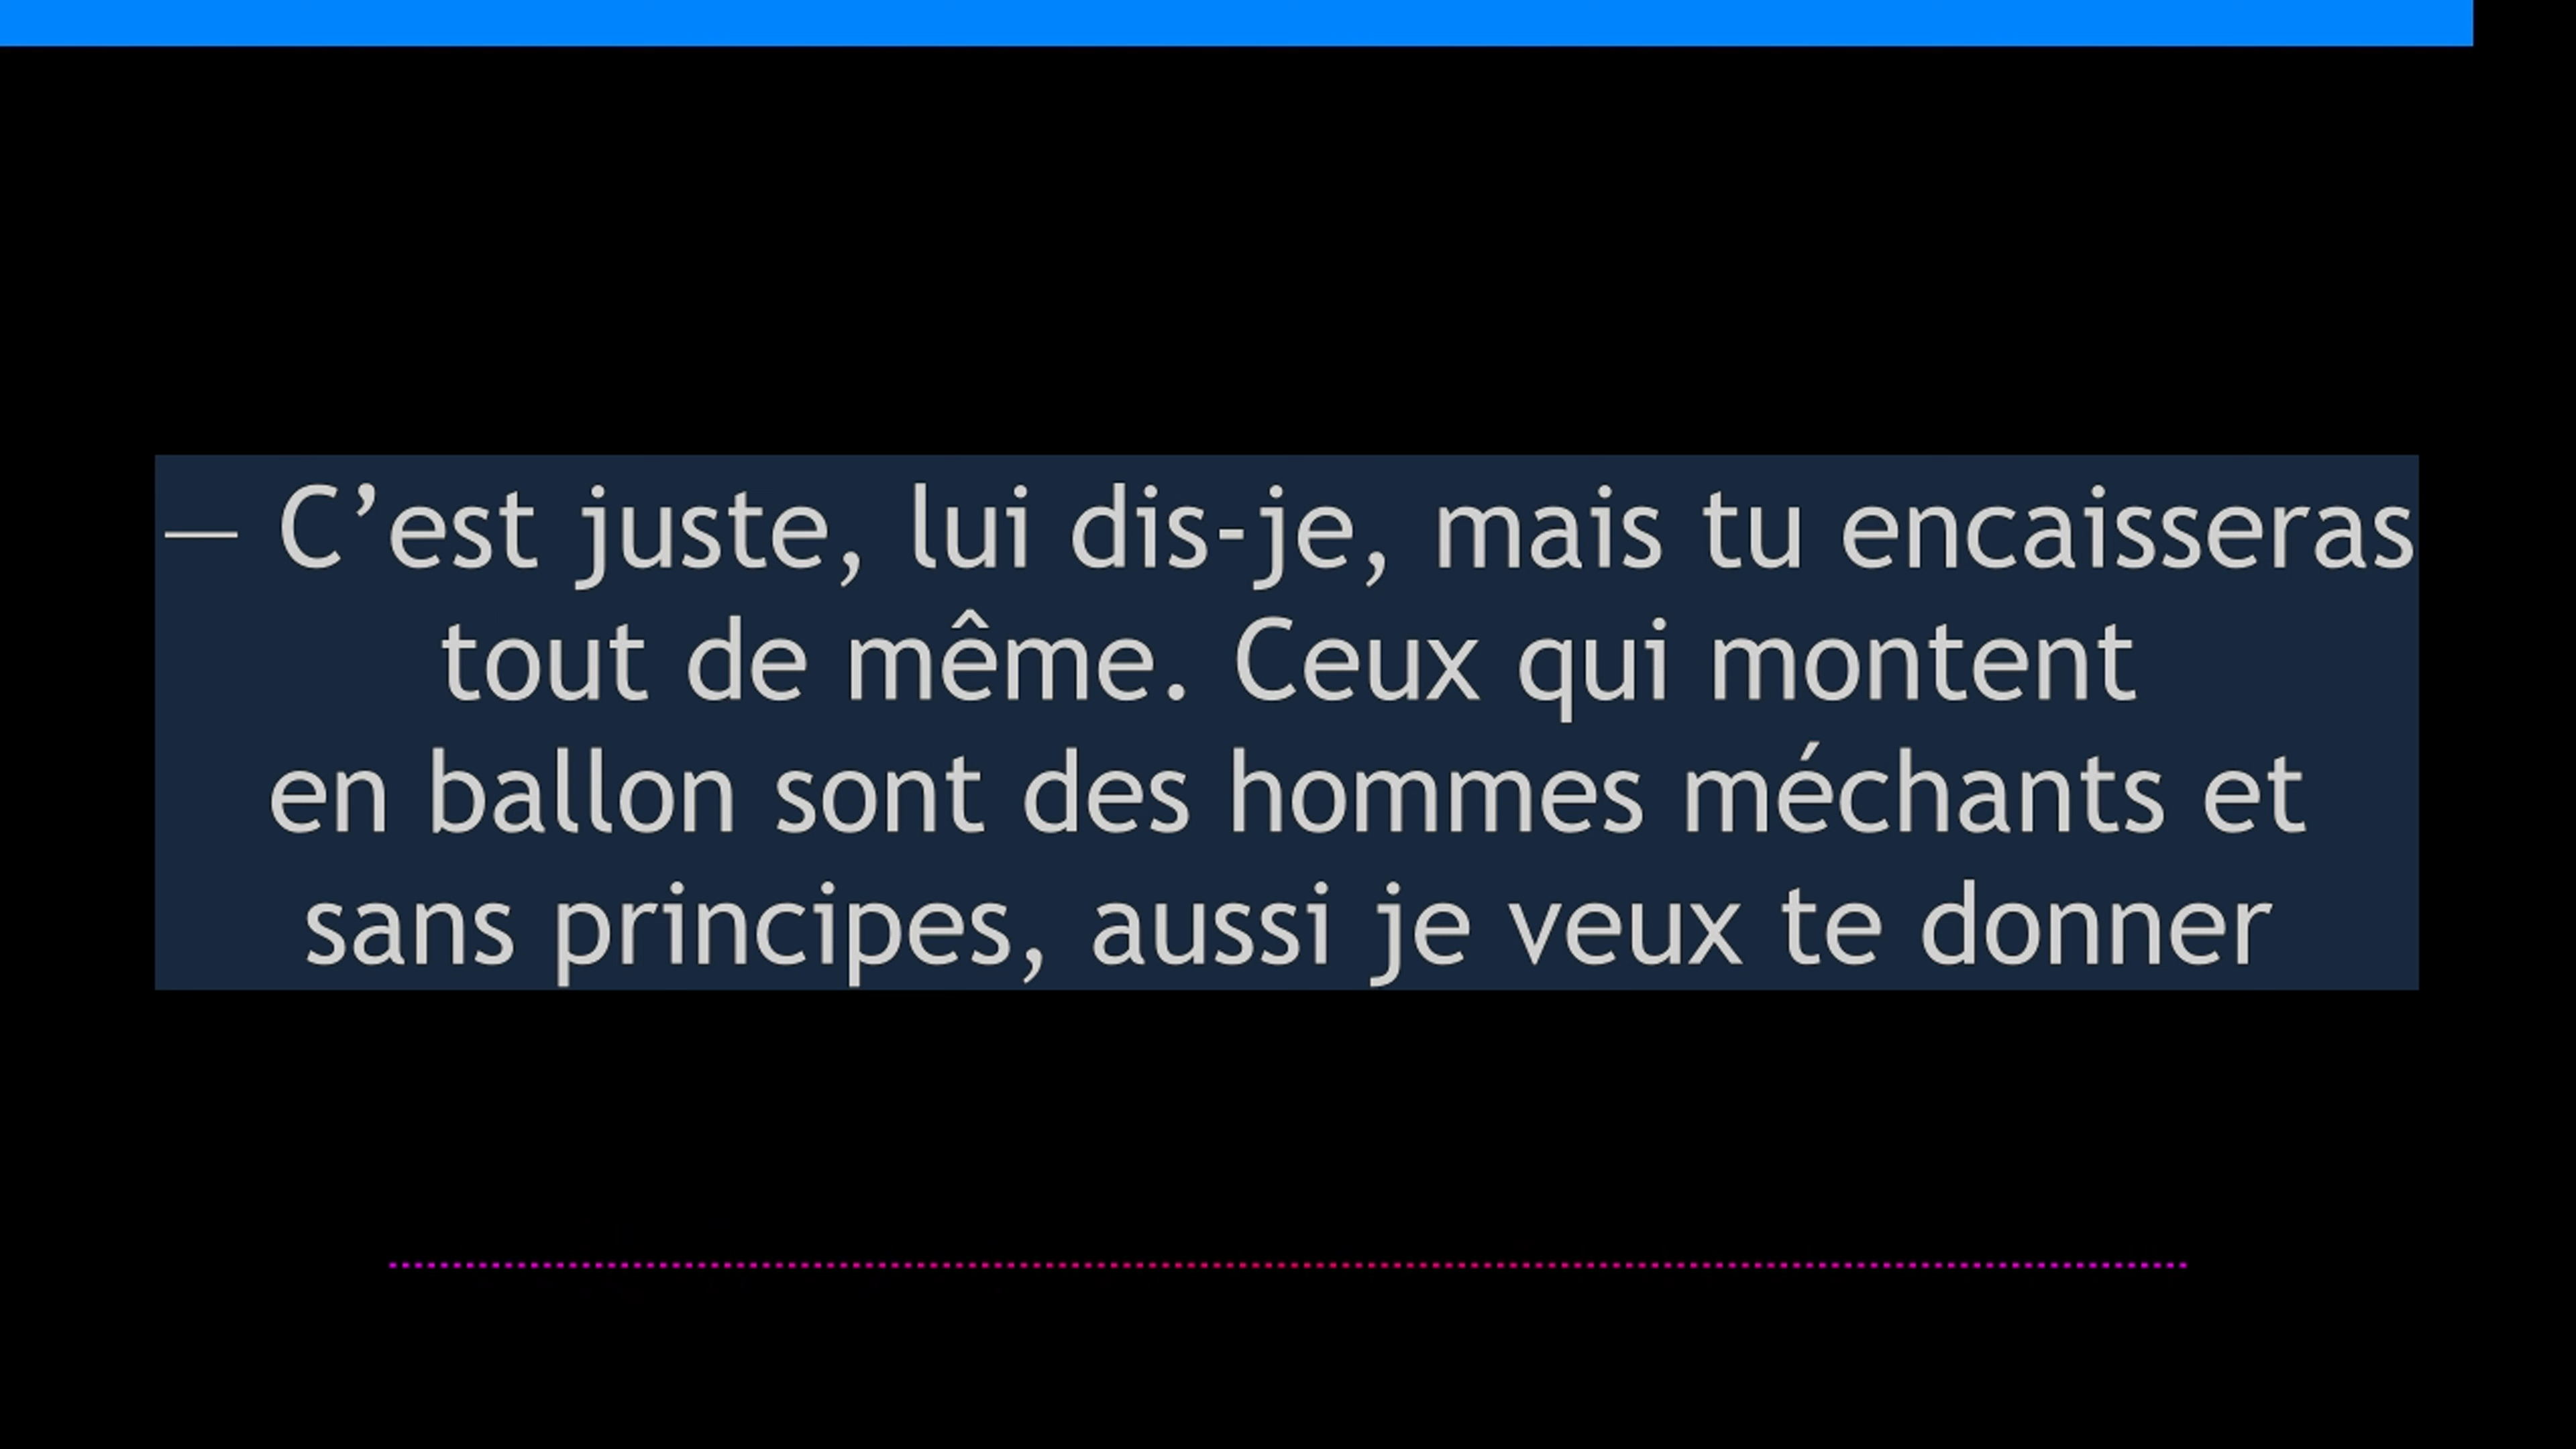 — C’est juste, lui dis-je, mais tu encaisseras
tout de même. Ceux qui montent
en ballon sont des hommes méchants et
sans principes, aussi je veux te donner